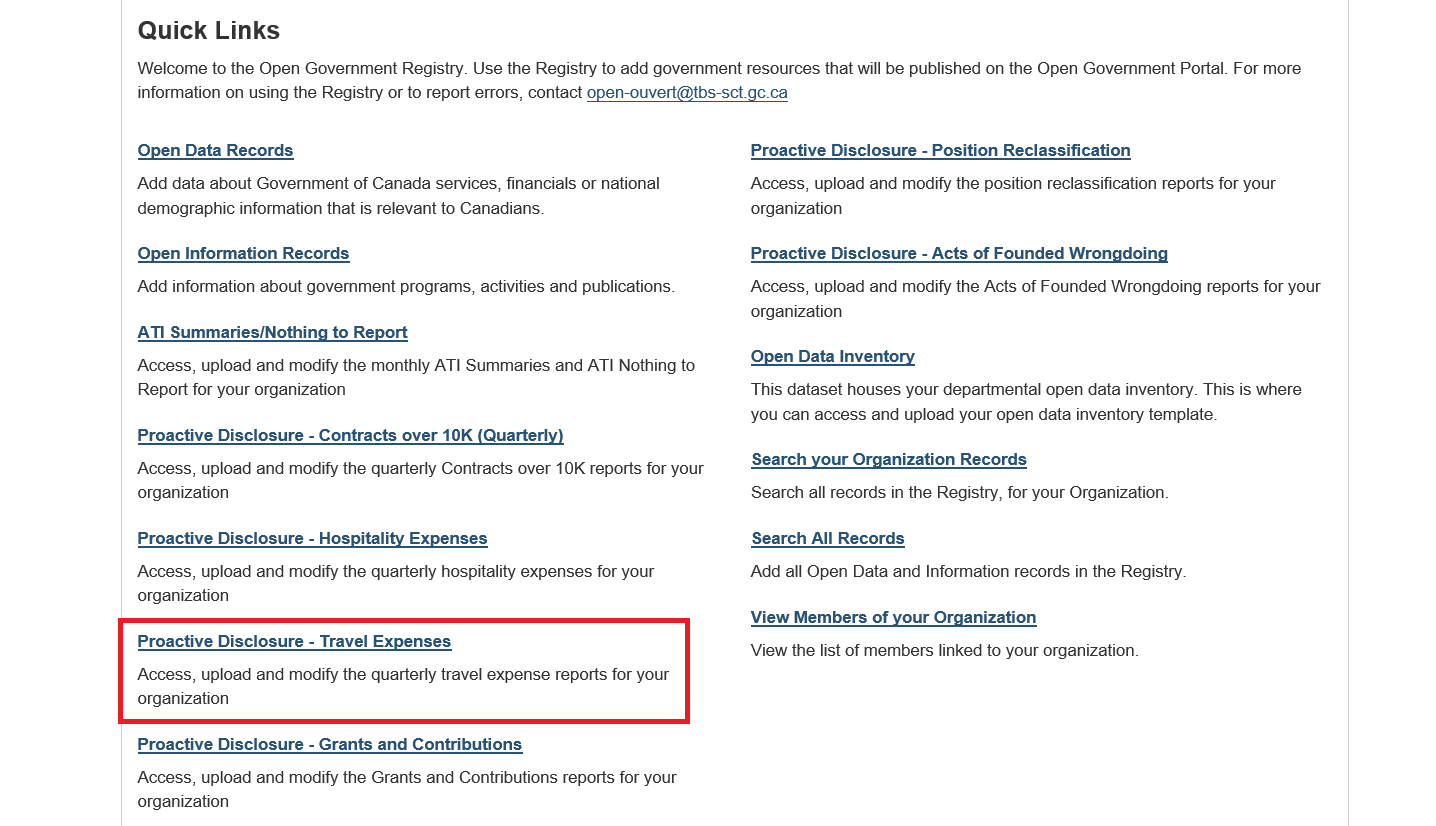 Quick Links
Welcome to the Open Government Registry. Use the Registry to add government resources that will be published on the Open Government Portal. For more
information on using the Registry or to report errors, contact open-ouvert@tbs-sct.gc.ca
Open Data Records
Add data about Government of Canada services, financials or national
demographic information that is relevant to Canadians.
Open Information Records
Add information about government programs, activities and publications.
ATI Summaries/Nothing to Report
Access, upload and modify the monthly ATI Summaries and ATI Nothing to
Report for your organization
Proactive Disclosure - Contracts over 10K (Quarterly)
Access, upload and modify the quarterly Contracts over 10K reports for your
organization
Proactive Disclosure - Hospitality Expenses
Access, upload and modify the quarterly hospitality expenses for your
organization
Proactive Disclosure - Travel Expenses
Access, upload and modify the quarterly travel expense reports for your
organization
Proactive Disclosure - Grants and Contributions
Access, upload and modify the Grants and Contributions reports for your
organization
Proactive Disclosure - Position Reclassification
Access, upload and modify the position reclassification reports for your
organization
Proactive Disclosure - Acts of Founded Wrongdoing
Access, upload and modify the Acts of Founded Wrongdoing reports for your
organization
Open Data Inventory
This dataset houses your departmental open data inventory. This is where
you can access and upload your open data inventory template.
Search your Organization Records
Search all records in the Registry, for your Organization.
Search All Records
Add all Open Data and Information records in the Registry.
View Members of your Organization
View the list of members linked to your organization.